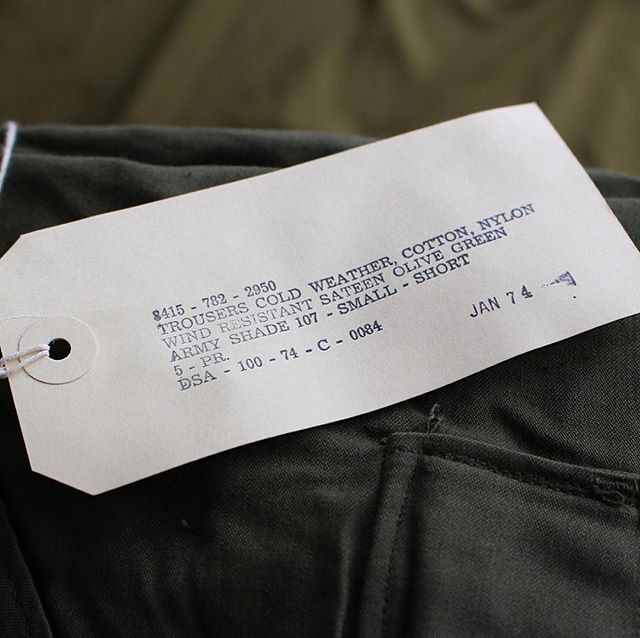 8415 - 782 - 2950
TROUSERS COLD WEATHER, COTTON, NYLON
WIND RESISTANT SATEEN OLIVE GREEN
ARMY SHADE 107 - SMALL - SHORT
5 - PR.
JAN 74
DSA - 100 - 74 - C - 0084